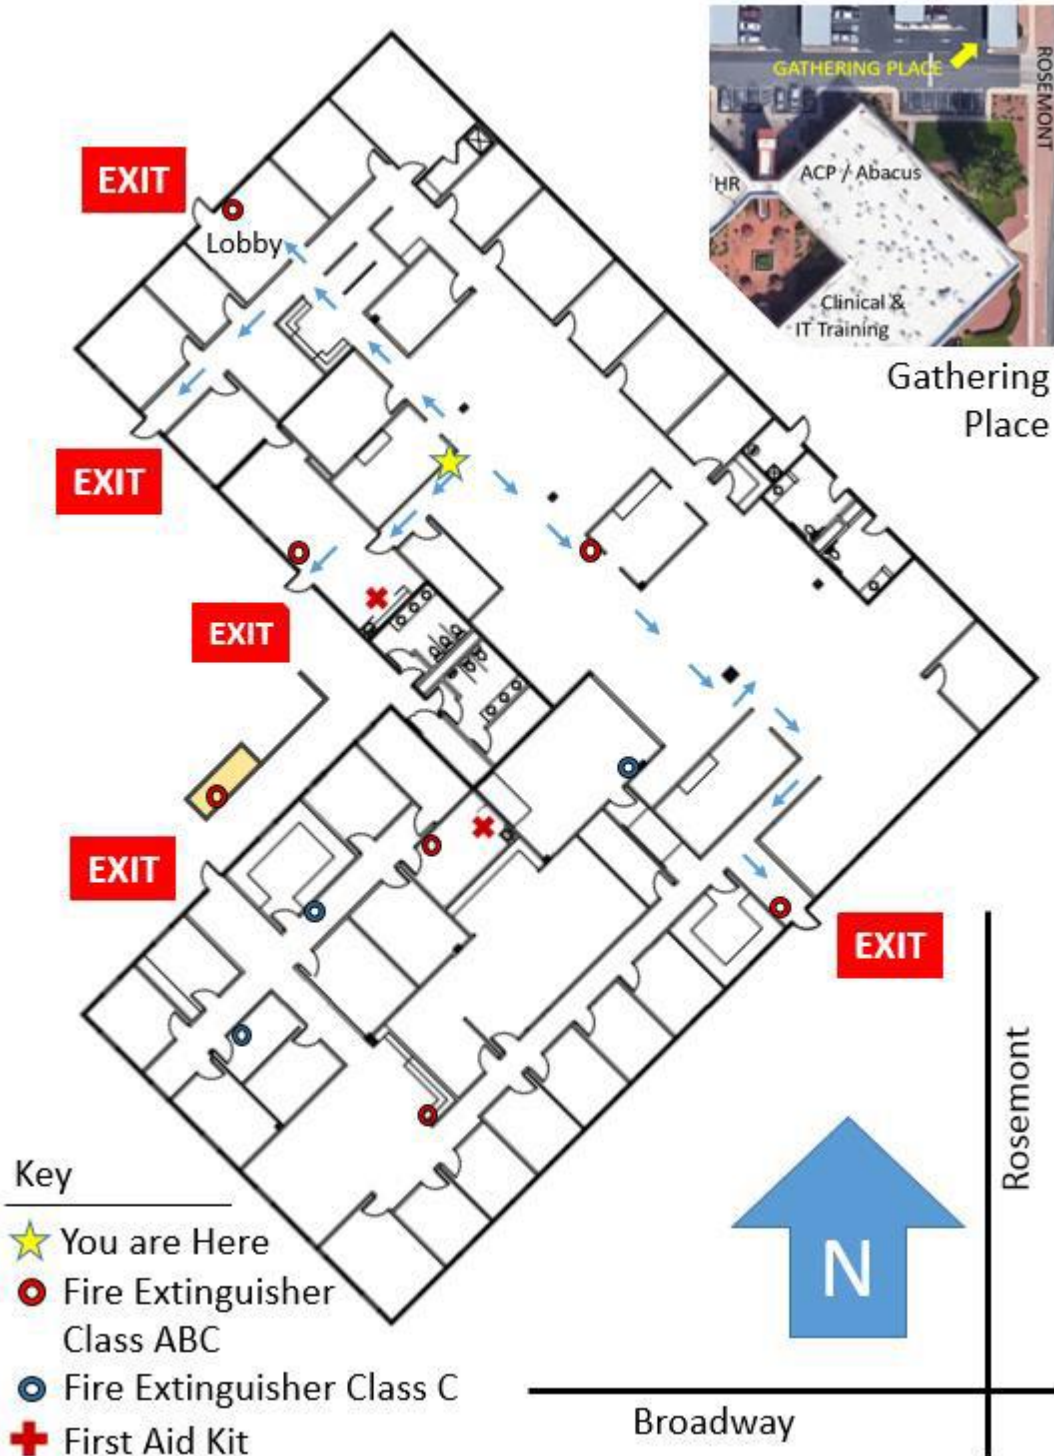 GATHERING PLACE
ROSEMONT
HR
ACP / Abacus
Clinical &
IT Training
Gathering
Place
EXIT
Lobby
EXIT
EXIT
EXIT
EXIT
Rosemont
N
Broadway
Key
You are Here
Fire Extinguisher
Class ABC
Fire Extinguisher Class C
First Aid Kit